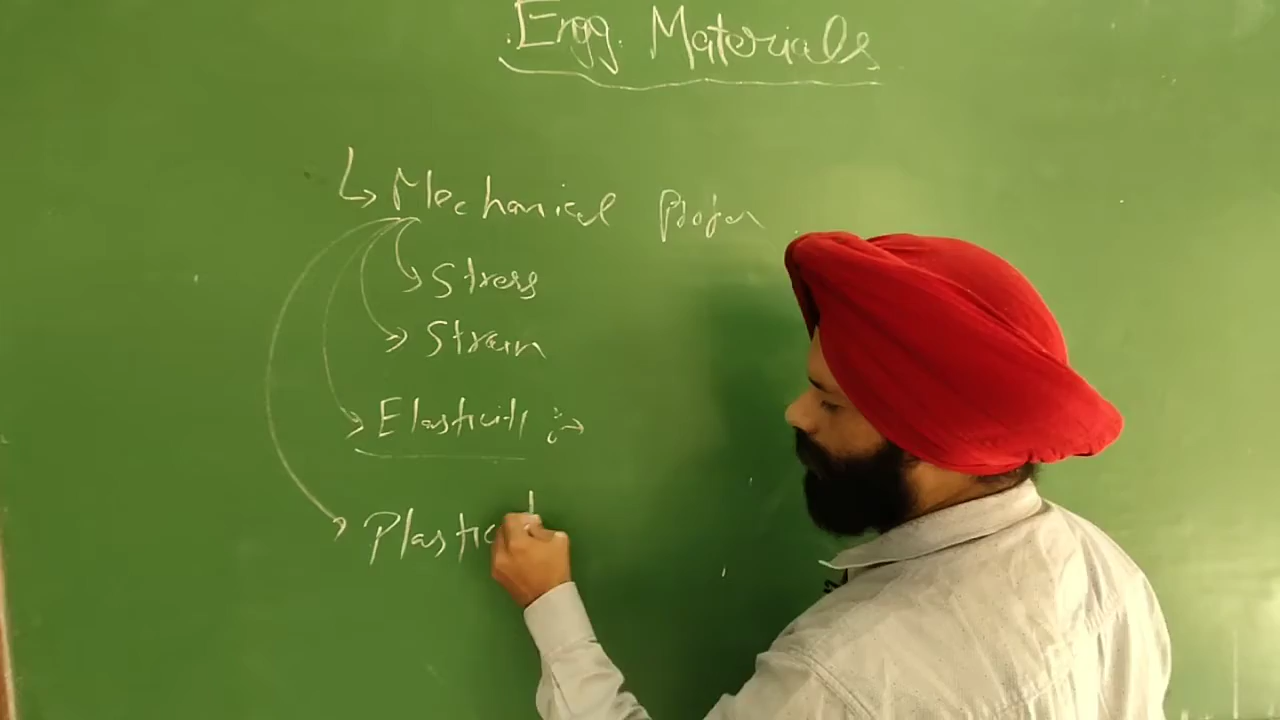 Engg. Materials
↳ Mechanical Proper
Stress
Strain
Elasticity :→
Plastic